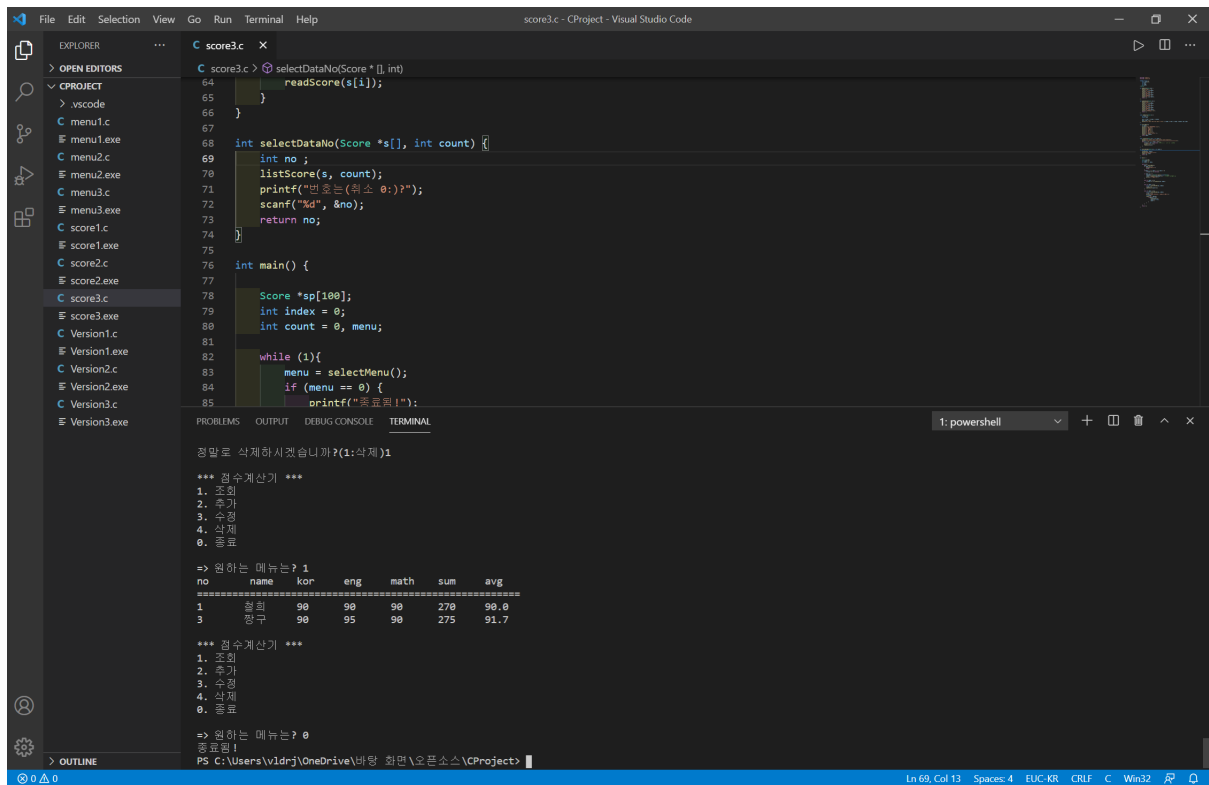 File Edit Selection View Go Run Terminal Help
score3.c - CProject - Visual Studio Code
EXPLORER
OPEN EDITORS
CPROJECT
.vscode
menu1.c
menu1.exe
menu2.c
menu2.exe
menu3.c
menu3.exe
score1.c
score1.exe
score2.c
score2.exe
score3.c
score3.exe
Version1.c
Version1.exe
Version2.c
Version2.exe
Version3.c
Version3.exe
OUTLINE
C score3.c
C score3.c > selectDataNo(Score * [], int)
64 readScore(s[i]);
65 }
66 }
67
68 int selectDataNo(Score *s[], int count) {
69 int no ;
70 listScore(s, count);
71 printf("번호는(취소 0:)?");
72 scanf("%d", &no);
73 return no;
74 }
75
76 int main() {
77
78 Score *sp[100];
79 int index = 0;
80 int count = 0, menu;
81
82 while (1){
83 menu = selectMenu();
84 if (menu == 0) {
85 printf("종료됨!");
PROBLEMS OUTPUT DEBUG CONSOLE TERMINAL
1: powershell
정말로 삭제하시겠습니까?(1:삭제)1
*** 점수계산기 ***
1. 조회
2. 추가
3. 수정
4. 삭제
0. 종료
=> 원하는 메뉴는? 1
no name kor eng math sum avg
=======================================================
1 철희 90 90 90 270 90.0
3 짱구 90 95 90 275 91.7
*** 점수계산기 ***
1. 조회
2. 추가
3. 수정
4. 삭제
0. 종료
=> 원하는 메뉴는? 0
종료됨!
PS C:\Users\vldrj\OneDrive\바탕 화면\오픈소스\CProject>
0 0
Ln 69, Col 13 Spaces: 4 EUC-KR CRLF C Win32